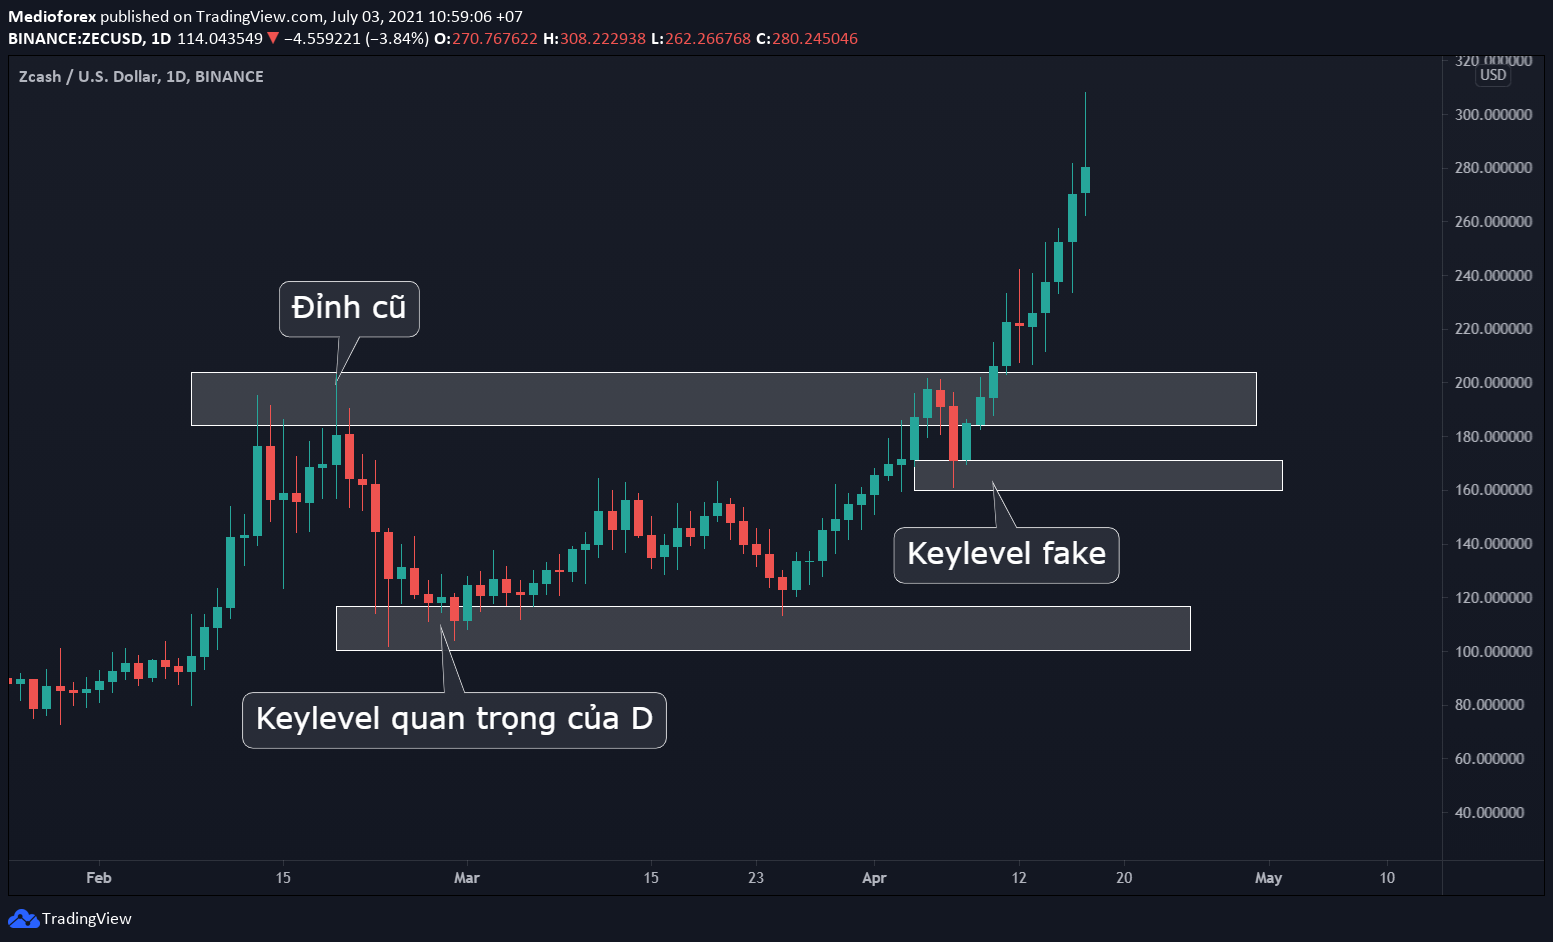 Medioforex published on TradingView.com, July 03, 2021 10:59:06 +07
BINANCE:ZECUSD, 1D 114.043549 ▼ −4.559221 (−3.84%) O:270.767622 H:308.222938 L:262.266768 C:280.245046
Zcash / U.S. Dollar, 1D, BINANCE
320.000000
USD
300.000000
280.000000
260.000000
240.000000
220.000000
200.000000
180.000000
160.000000
140.000000
120.000000
100.000000
80.000000
60.000000
40.000000
Đỉnh cũ
Keylevel fake
Keylevel quan trọng của D
Feb 15 Mar 15 23 Apr 12 20 May 10
TradingView